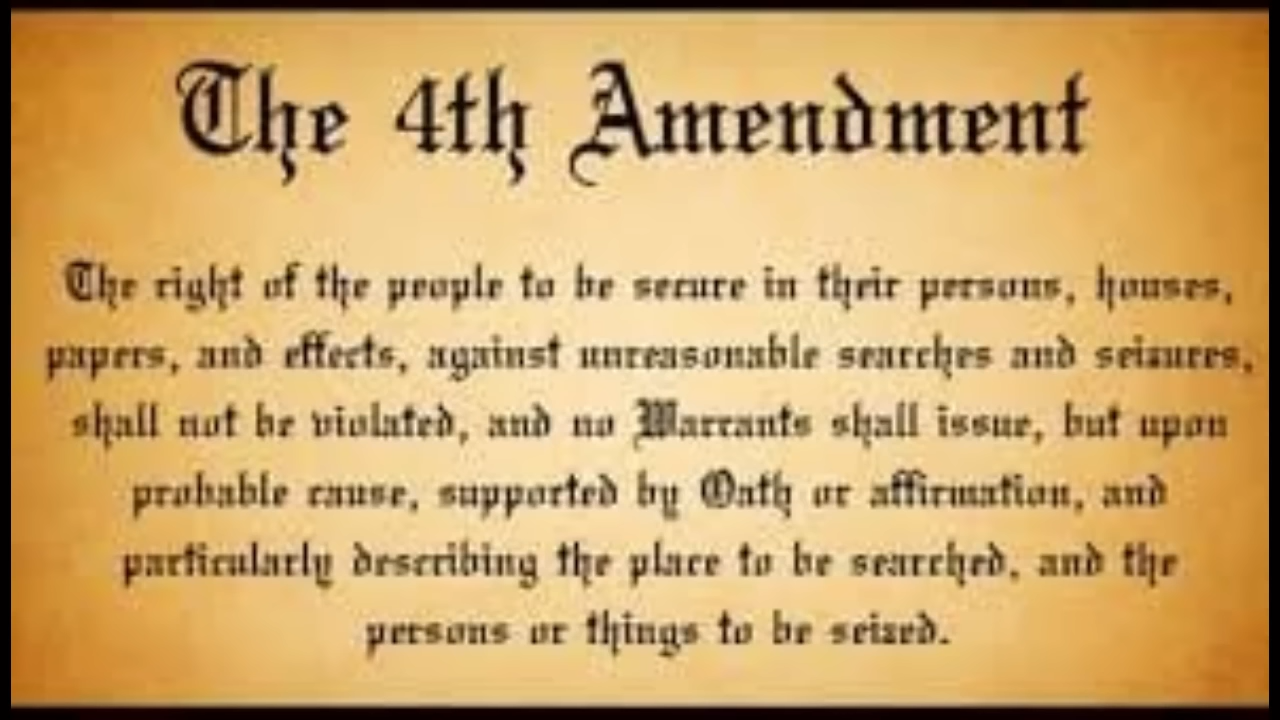 The 4th Amendment
The right of the people to be secure in their persons, houses,
papers, and effects, against unreasonable searches and seizures,
shall not be violated, and no Warrants shall issue, but upon
probable cause, supported by Oath or affirmation, and
particularly describing the place to be searched, and the
persons or things to be seized.